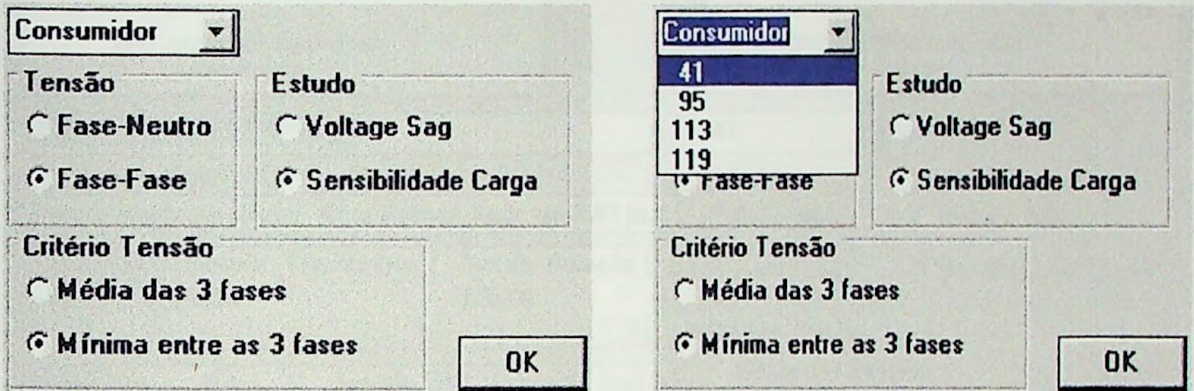 Consumidor
Tensão
Fase-Neutro
Fase-Fase
Estudo
Voltage Sag
Sensibilidade Carga
Critério Tensão
Média das 3 fases
Mínima entre as 3 fases
OK
Consumidor
41
95
113
119
Fase-Fase
Estudo
Voltage Sag
Sensibilidade Carga
Critério Tensão
Média das 3 fases
Mínima entre as 3 fases
OK